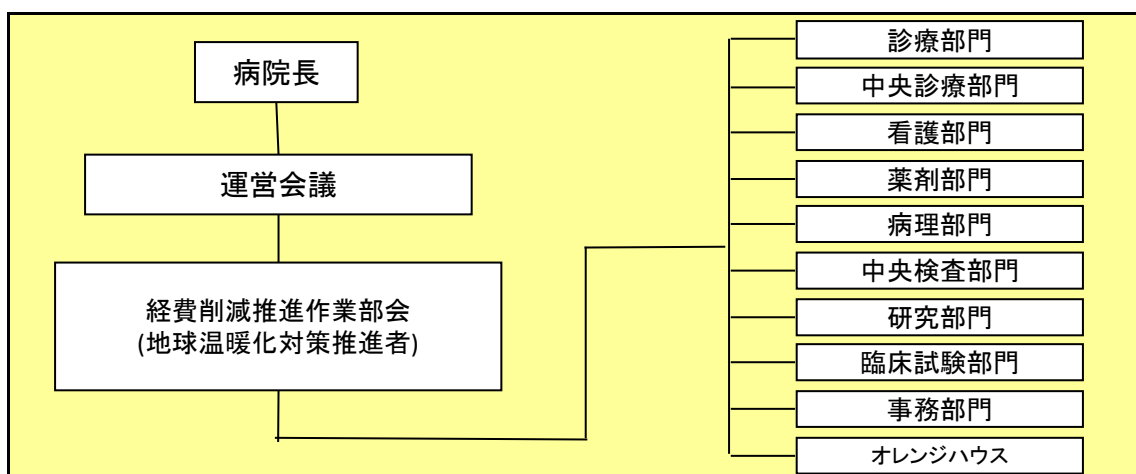 病院長
運営会議
経費削減推進作業部会
(地球温暖化対策推進者)
診療部門
中央診療部門
看護部門
薬剤部門
病理部門
中央検査部門
研究部門
臨床試験部門
事務部門
オレンジハウス